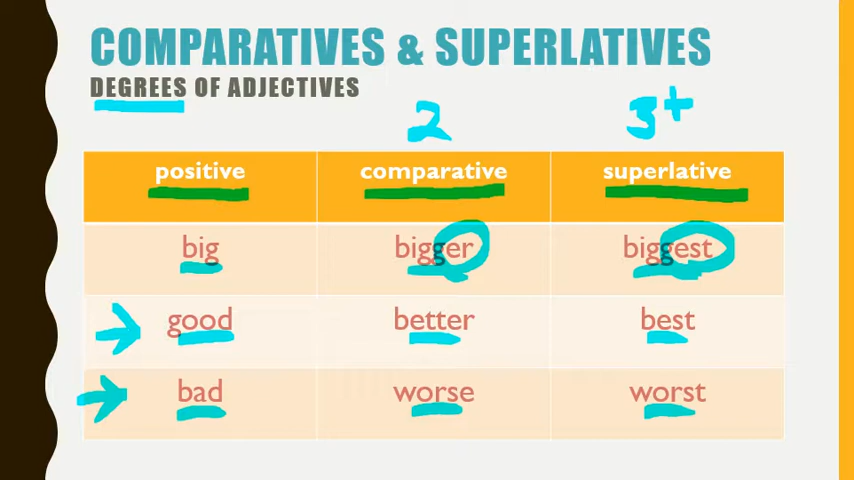 COMPARATIVES & SUPERLATIVES
DEGREES OF ADJECTIVES
2 3+
positive comparative superlative
big bigger biggest
good better best
bad worse worst